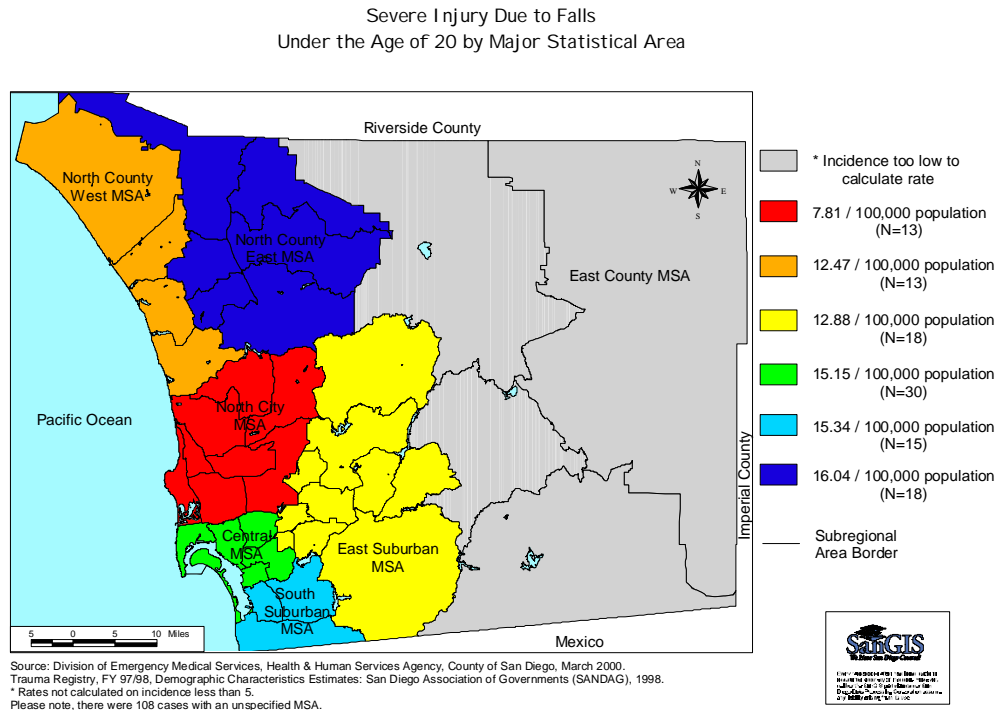 Severe Injury Due to Falls
Under the Age of 20 by Major Statistical Area
Riverside County
North County
West MSA
North County
East MSA
East County MSA
N
W E
S
Pacific Ocean
North City
MSA
Central
MSA
East Suburban
MSA
South
Suburban
MSA
Imperial County
Mexico
5 0 5 10 Miles
* Incidence too low to
calculate rate
7.81 / 100,000 population
(N=13)
12.47 / 100,000 population
(N=13)
12.88 / 100,000 population
(N=18)
15.15 / 100,000 population
(N=30)
15.34 / 100,000 population
(N=15)
16.04 / 100,000 population
(N=18)
Subregional
Area Border
SanGIS
We Have San Diego Covered!
Source: Division of Emergency Medical Services, Health & Human Services Agency, County of San Diego, March 2000.
Trauma Registry, FY 97/98, Demographic Characteristics Estimates: San Diego Association of Governments (SANDAG), 1998.
* Rates not calculated on incidence less than 5.
Please note, there were 108 cases with an unspecified MSA.